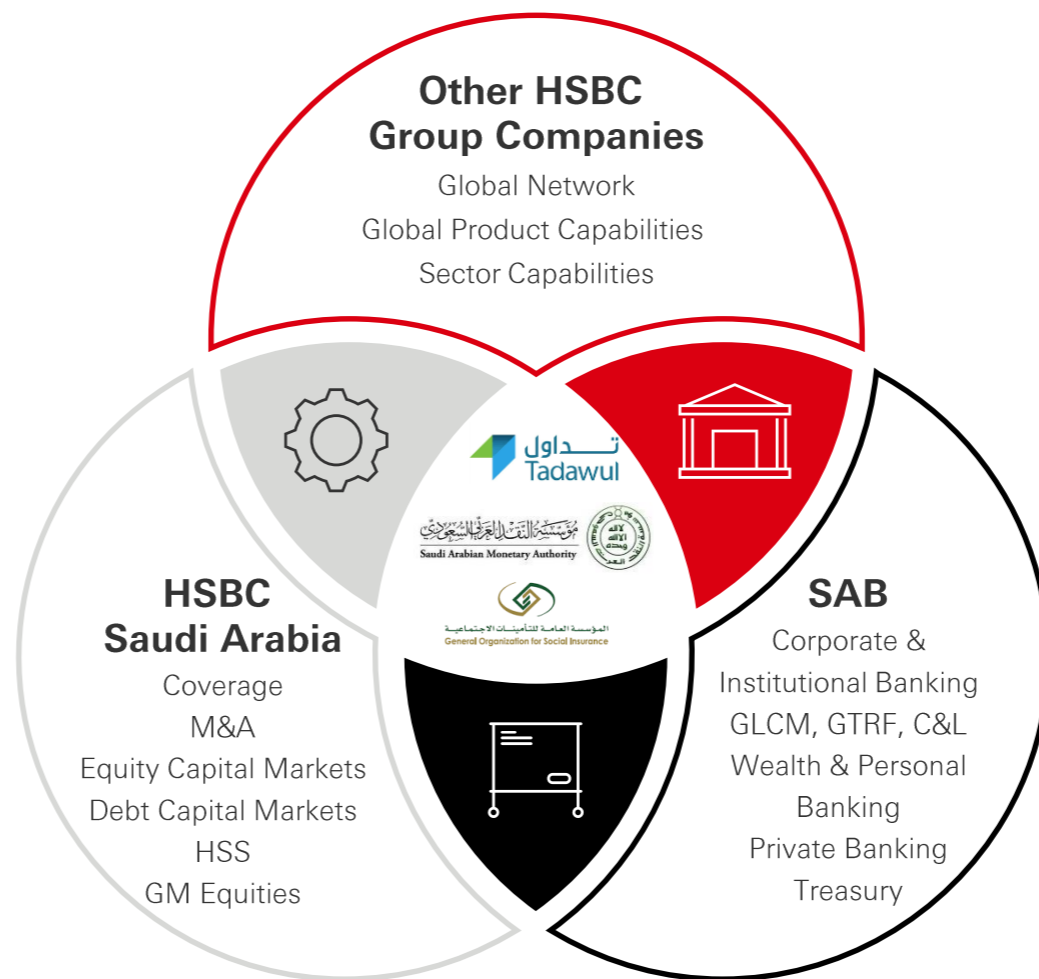 Other HSBC
Group Companies
Global Network
Global Product Capabilities
Sector Capabilities
تـداول
Tadawul
مؤسسة النقد العربي السعودي
Saudi Arabian Monetary Authority
المؤسسة العامة للتأمينات الاجتماعية
General Organization for Social Insurance
HSBC
Saudi Arabia
Coverage
M&A
Equity Capital Markets
Debt Capital Markets
HSS
GM Equities
SAB
Corporate &
Institutional Banking
GLCM, GTRF, C&L
Wealth & Personal
Banking
Private Banking
Treasury